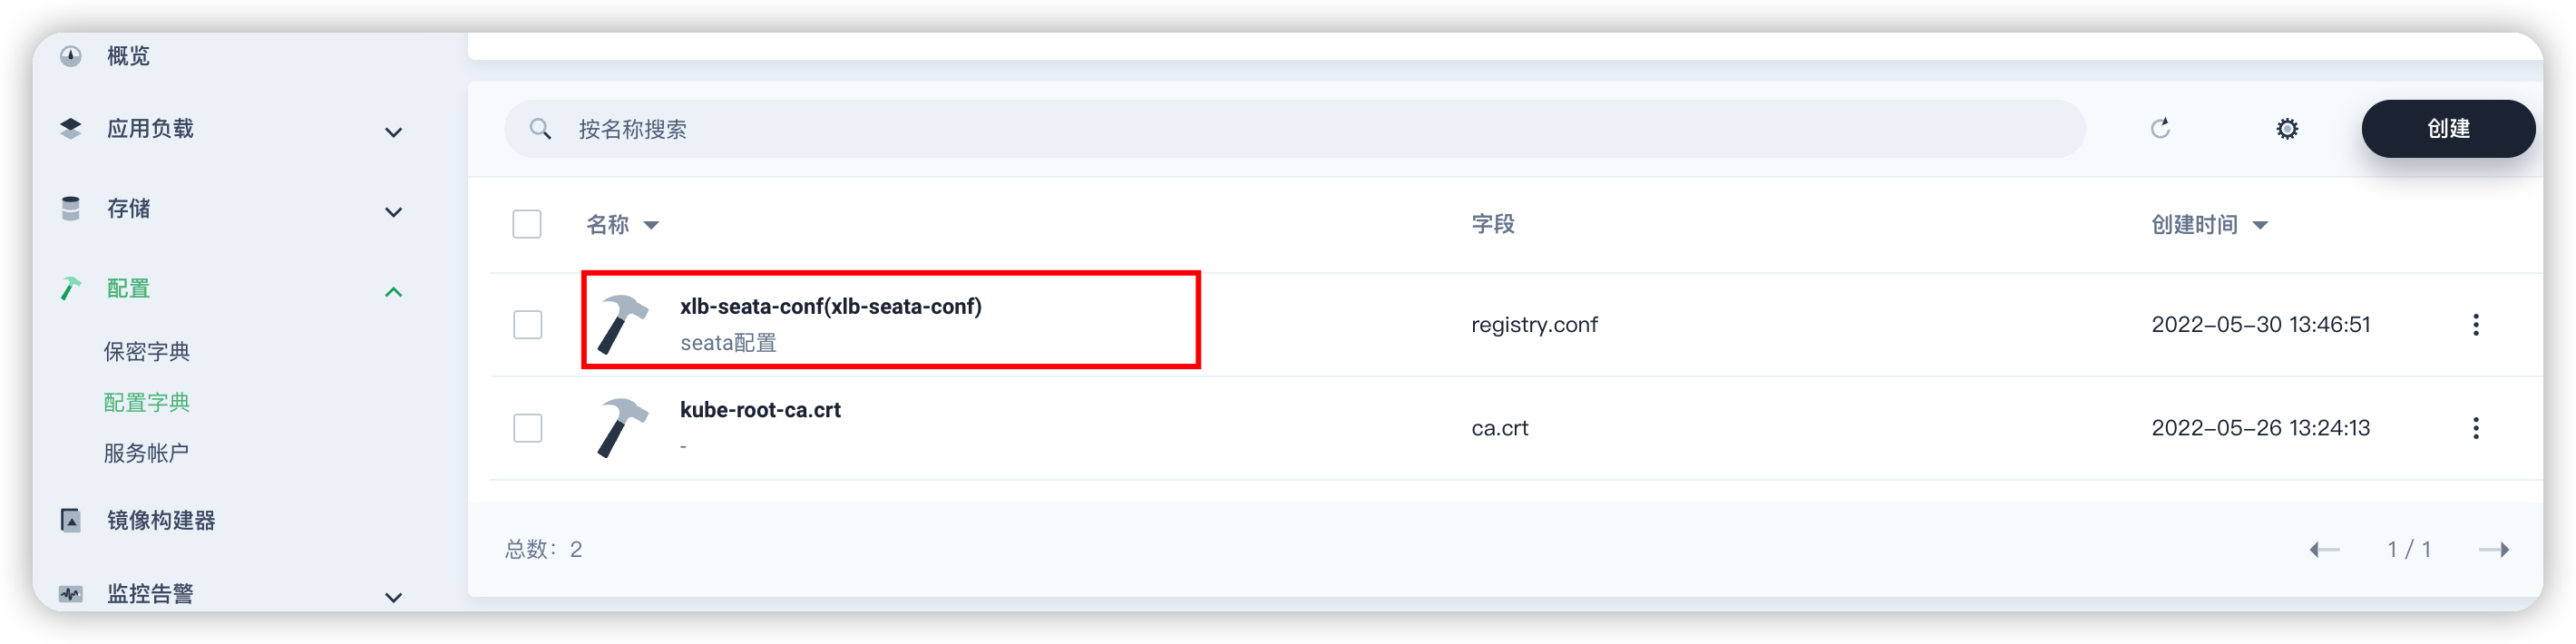 概览
应用负载
存储
配置
保密字典
配置字典
服务帐户
镜像构建器
监控告警
按名称搜索
创建
名称
字段
创建时间
xlb-seata-conf(xlb-seata-conf)
seata配置
registry.conf
2022-05-30 13:46:51
kube-root-ca.crt
-
ca.crt
2022-05-26 13:24:13
总数：2
1 / 1